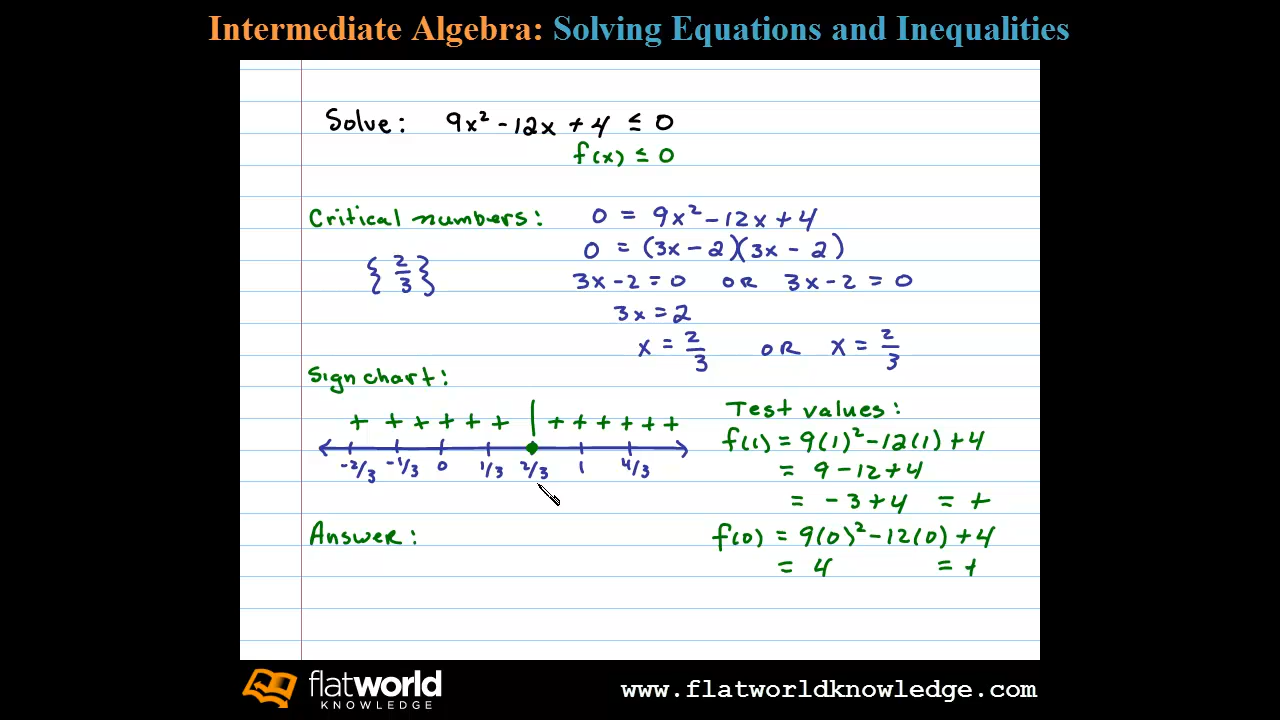 Intermediate Algebra: Solving Equations and Inequalities
Solve: 9x² - 12x + 4 ≤ 0
f(x) ≤ 0
Critical numbers: 0 = 9x² - 12x + 4
0 = (3x - 2)(3x - 2)
{2/3}
3x - 2 = 0 OR 3x - 2 = 0
3x = 2
x = 2/3 OR x = 2/3
Sign chart:
+ + + + + + | + + + + + +
-2/3 -1/3 0 1/3 2/3 1 4/3
Test values:
f(1) = 9(1)² - 12(1) + 4
= 9 - 12 + 4
= -3 + 4 = +
Answer:
f(0) = 9(0)² - 12(0) + 4
= 4 = +
flatworld
KNOWLEDGE
www.flatworldknowledge.com